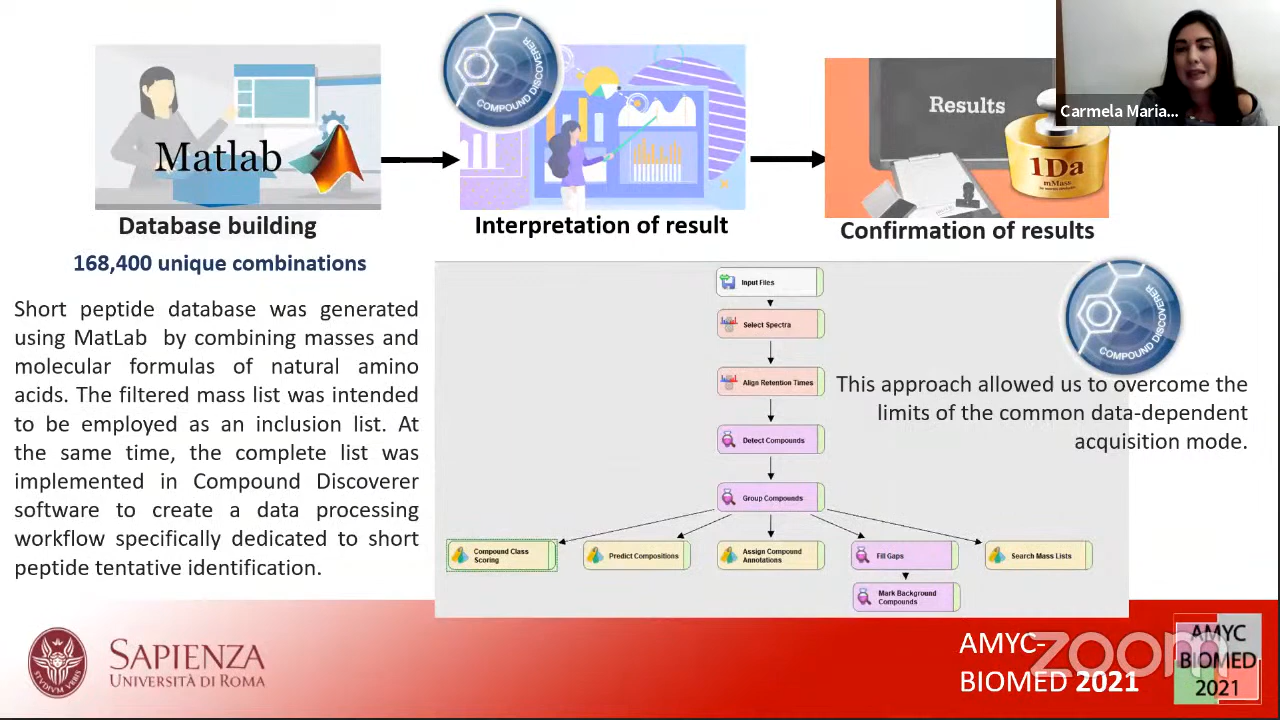 COMPOUND DISCOVERER
Matlab
Results
1Da
mMass
Carmela Maria...
Database building
Interpretation of result
Confirmation of results
168,400 unique combinations
Short peptide database was generated
using MatLab by combining masses and
molecular formulas of natural amino
acids. The filtered mass list was intended
to be employed as an inclusion list. At
the same time, the complete list was
implemented in Compound Discoverer
software to create a data processing
workflow specifically dedicated to short
peptide tentative identification.
Input Files
Select Spectra
Align Retention Times
Detect Compounds
Group Compounds
Compound Class
Scoring
Predict Compositions
Assign Compound
Annotations
Fill Gaps
Search Mass Lists
Mark Background
Compounds
COMPOUND DISCOVERER
This approach allowed us to overcome the
limits of the common data-dependent
acquisition mode.
SAPIENZA
UNIVERSITÀ DI ROMA
AMYC-
BIOMED 2021
zoom
AMYC
BIOMED
2021